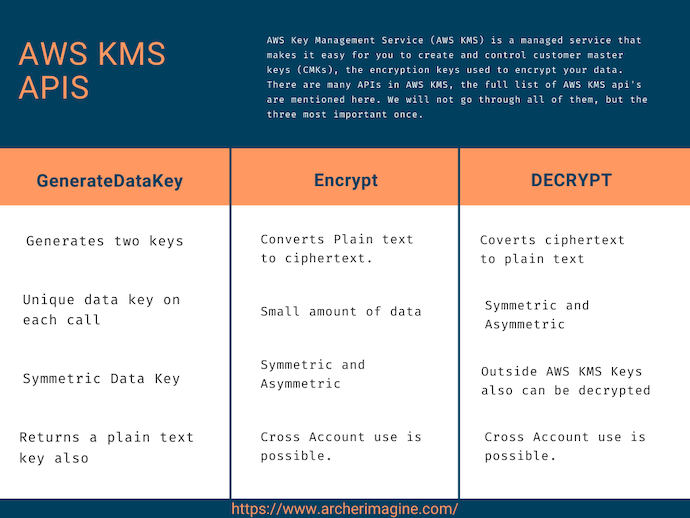 AWS KMS
APIS
AWS Key Management Service (AWS KMS) is a managed service that
makes it easy for you to create and control customer master
keys (CMKs), the encryption keys used to encrypt your data.
There are many APIs in AWS KMS, the full list of AWS KMS api's
are mentioned here. We will not go through all of them, but the
three most important once.
GenerateDataKey
Encrypt
DECRYPT
Generates two keys
Converts Plain text
to ciphertext.
Coverts ciphertext
to plain text
Unique data key on
each call
Small amount of data
Symmetric and
Asymmetric
Symmetric Data Key
Symmetric and
Asymmetric
Outside AWS KMS Keys
also can be decrypted
Returns a plain text
key also
Cross Account use is
possible.
Cross Account use is
possible.
https://www.archerimagine.com/